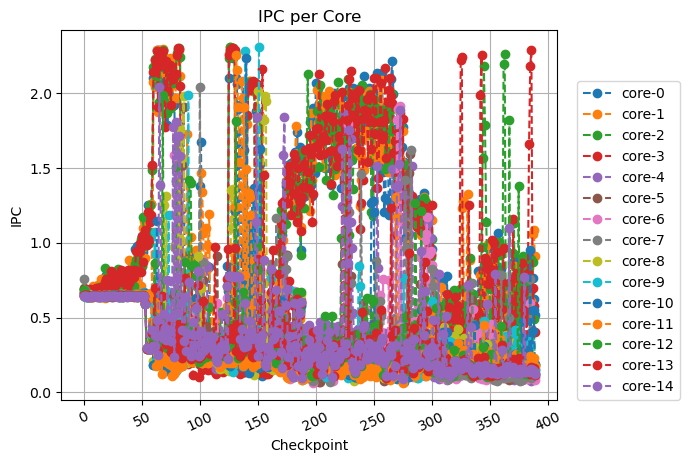 IPC per Core
IPC
2.0
1.5
1.0
0.5
0.0
0
50
100
150
200
250
300
350
400
Checkpoint
core-0
core-1
core-2
core-3
core-4
core-5
core-6
core-7
core-8
core-9
core-10
core-11
core-12
core-13
core-14